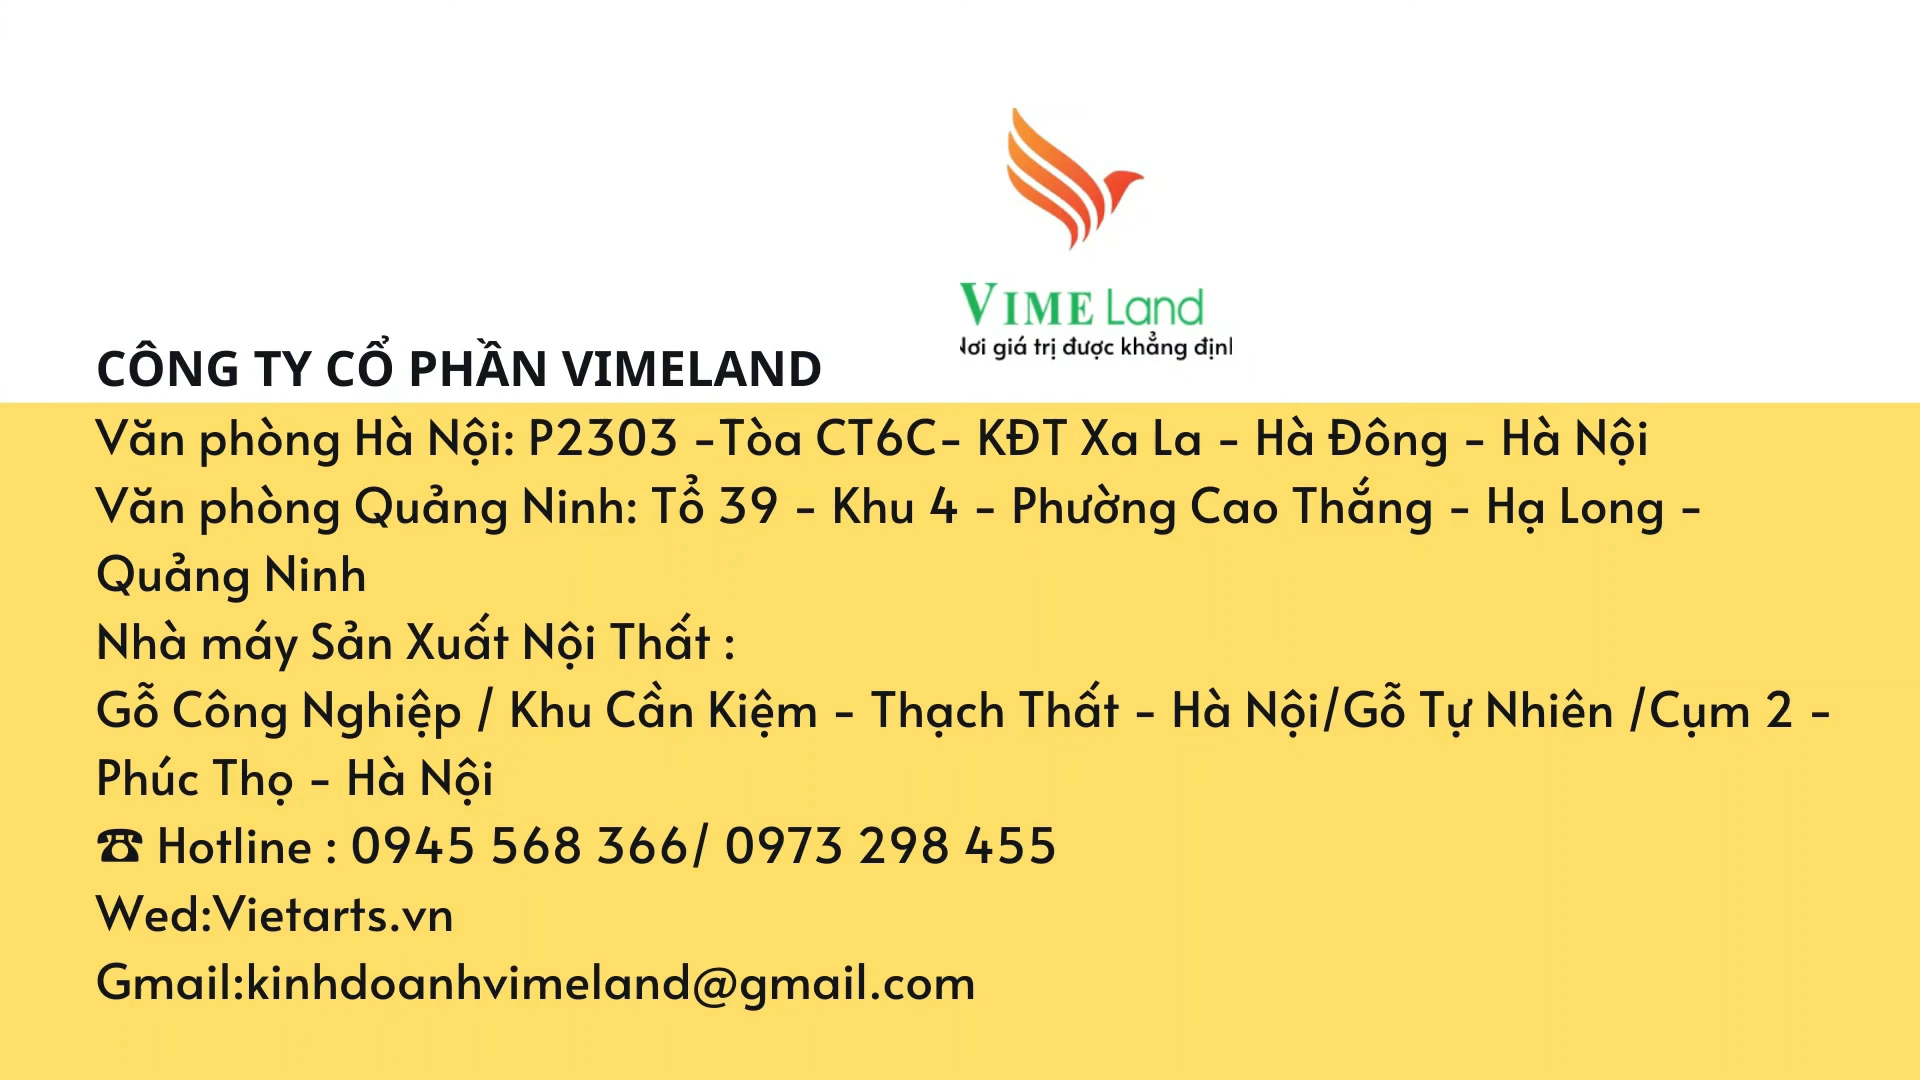 VIME Land
Nơi giá trị được khẳng định
CÔNG TY CỔ PHẦN VIMELAND
Văn phòng Hà Nội: P2303 -Tòa CT6C- KĐT Xa La - Hà Đông - Hà Nội
Văn phòng Quảng Ninh: Tổ 39 - Khu 4 - Phường Cao Thắng - Hạ Long -
Quảng Ninh
Nhà máy Sản Xuất Nội Thất :
Gỗ Công Nghiệp / Khu Cần Kiệm - Thạch Thất - Hà Nội/Gỗ Tự Nhiên /Cụm 2 -
Phúc Thọ - Hà Nội
☎ Hotline : 0945 568 366/ 0973 298 455
Wed:Vietarts.vn
Gmail:kinhdoanhvimeland@gmail.com